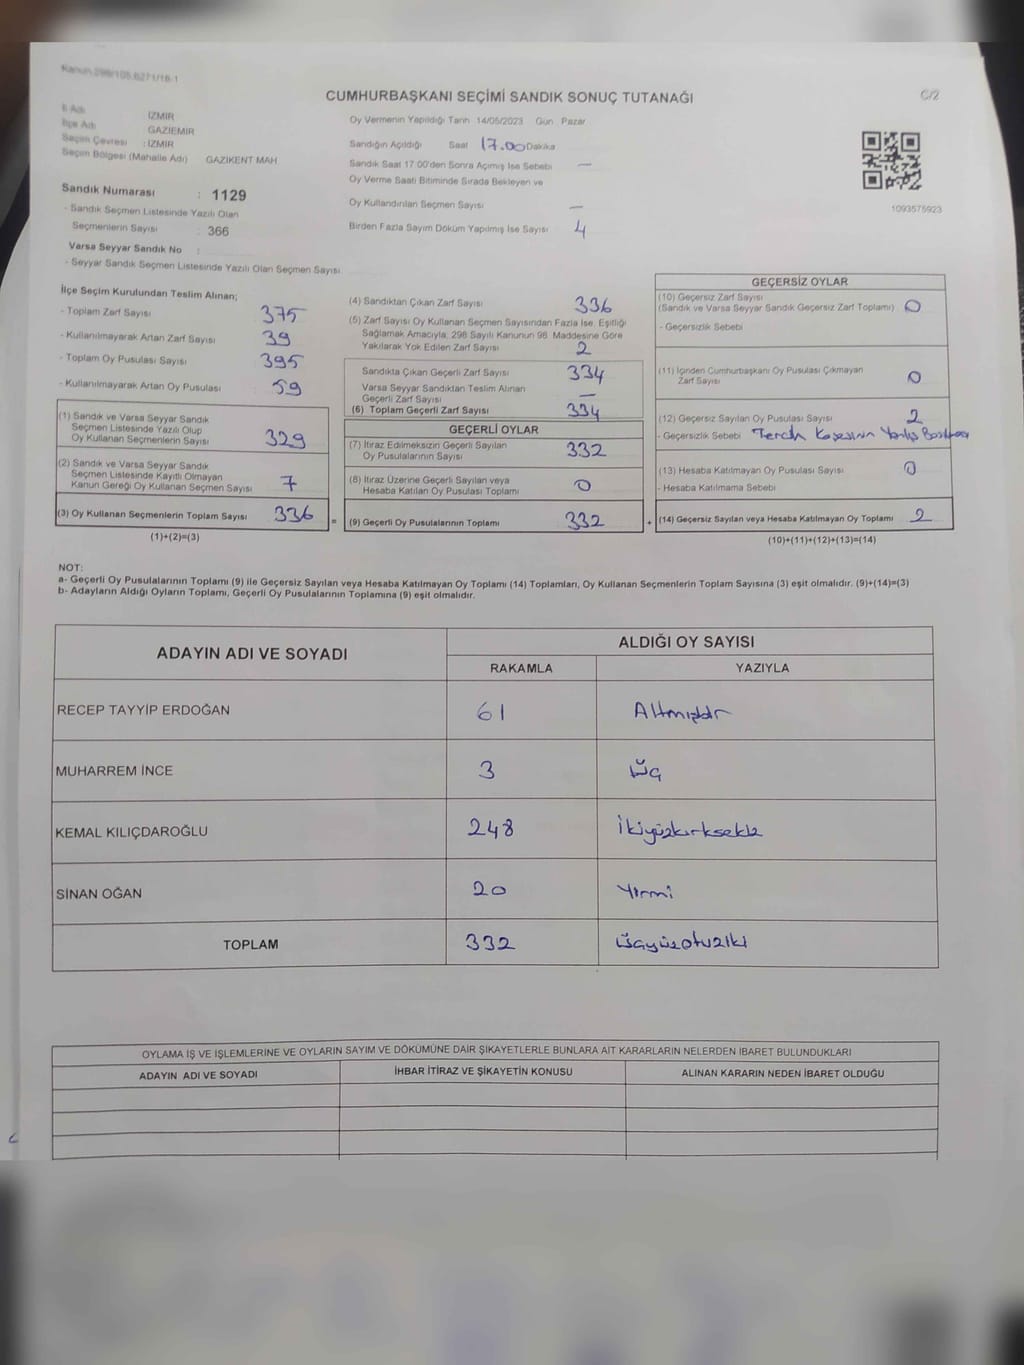 Kanun 298/105,6271/18-1
CUMHURBAŞKANI SEÇİMİ SANDIK SONUÇ TUTANAĞI
C/2
İl Adı : İZMİR
İlçe Adı : GAZİEMİR
Seçim Çevresi : İZMİR
Seçim Bölgesi (Mahalle Adı) GAZİKENT MAH
Sandık Numarası : 1129
- Sandık Seçmen Listesinde Yazılı Olan
Seçmenlerin Sayısı : 366
Varsa Seyyar Sandık No :
- Seyyar Sandık Seçmen Listesinde Yazılı Olan Seçmen Sayısı
Oy Vermenin Yapıldığı Tarih 14/05/2023 Gün Pazar
Sandığın Açıldığı Saat 17.00 Dakika
Sandık Saat 17:00'den Sonra Açılmış İse Sebebi —
Oy Verme Saati Bitiminde Sırada Bekleyen ve
Oy Kullandırılan Seçmen Sayısı —
Birden Fazla Sayım Döküm Yapılmış İse Sayısı 4
1093575923
İlçe Seçim Kurulundan Teslim Alınan;
- Toplam Zarf Sayısı 375
- Kullanılmayarak Artan Zarf Sayısı 39
- Toplam Oy Pusulası Sayısı 395
- Kullanılmayarak Artan Oy Pusulası 59
(1) Sandık ve Varsa Seyyar Sandık
Seçmen Listesinde Yazılı Olup
Oy Kullanan Seçmenlerin Sayısı 329
(2) Sandık ve Varsa Seyyar Sandık
Seçmen Listesinde Kayıtlı Olmayan
Kanun Gereği Oy Kullanan Seçmen Sayısı 7
(3) Oy Kullanan Seçmenlerin Toplam Sayısı 336 =
(1)+(2)=(3)
(4) Sandıktan Çıkan Zarf Sayısı 336
(5) Zarf Sayısı Oy Kullanan Seçmen Sayısından Fazla İse, Eşitliği
Sağlamak Amacıyla, 298 Sayılı Kanunun 98. Maddesine Göre
Yakılarak Yok Edilen Zarf Sayısı 2
Sandıkta Çıkan Geçerli Zarf Sayısı 334
Varsa Seyyar Sandıktan Teslim Alınan
Geçerli Zarf Sayısı —
(6) Toplam Geçerli Zarf Sayısı 334
GEÇERLİ OYLAR
(7) İtiraz Edilmeksizin Geçerli Sayılan
Oy Pusulalarının Sayısı 332
(8) İtiraz Üzerine Geçerli Sayılan veya
Hesaba Katılan Oy Pusulası Toplamı 0
(9) Geçerli Oy Pusulalarının Toplamı 332 +
GEÇERSİZ OYLAR
(10) Geçersiz Zarf Sayısı
(Sandık ve Varsa Seyyar Sandık Geçersiz Zarf Toplamı) 0
- Geçersizlik Sebebi
(11) İçinden Cumhurbaşkanı Oy Pusulası Çıkmayan
Zarf Sayısı 0
(12) Geçersiz Sayılan Oy Pusulası Sayısı 2
- Geçersizlik Sebebi Tercih Kaşesinin Yanlış Basılması
(13) Hesaba Katılmayan Oy Pusulası Sayısı 0
- Hesaba Katılmama Sebebi
(14) Geçersiz Sayılan veya Hesaba Katılmayan Oy Toplamı 2
(10)+(11)+(12)+(13)=(14)
NOT:
a- Geçerli Oy Pusulalarının Toplamı (9) ile Geçersiz Sayılan veya Hesaba Katılmayan Oy Toplamı (14) Toplamları, Oy Kullanan Seçmenlerin Toplam Sayısına (3) eşit olmalıdır. (9)+(14)=(3)
b- Adayların Aldığı Oyların Toplamı, Geçerli Oy Pusulalarının Toplamına (9) eşit olmalıdır.
ADAYIN ADI VE SOYADI
ALDIĞI OY SAYISI
RAKAMLA YAZIYLA
RECEP TAYYİP ERDOĞAN 61 Altmışbir
MUHARREM İNCE 3 Üç
KEMAL KILIÇDAROĞLU 248 İkiyüzkırksekiz
SİNAN OĞAN 20 Yirmi
TOPLAM 332 Üçyüzotuziki
OYLAMA İŞ VE İŞLEMLERİNE VE OYLARIN SAYIM VE DÖKÜMÜNE DAİR ŞİKAYETLERLE BUNLARA AİT KARARLARIN NELERDEN İBARET BULUNDUKLARI
ADAYIN ADI VE SOYADI İHBAR İTİRAZ VE ŞİKAYETİN KONUSU ALINAN KARARIN NEDEN İBARET OLDUĞU